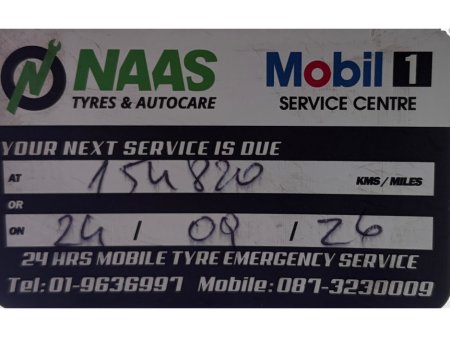 NAAS
TYRES & AUTOCARE
Mobil 1
SERVICE CENTRE
YOUR NEXT SERVICE IS DUE
AT 154820 KMS/MILES
OR
ON 24 / 09 / 26
24 HRS MOBILE TYRE EMERGENCY SERVICE
Tel: 01-9636997 Mobile: 087-3230009